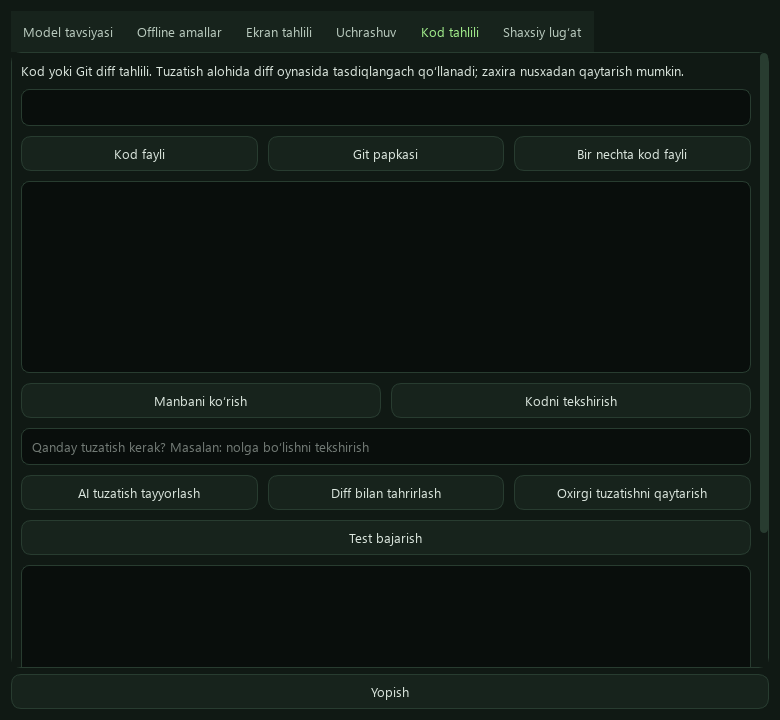 Model tavsiyasi Offline amallar Ekran tahlili Uchrashuv Kod tahlili Shaxsiy lug‘at
Kod yoki Git diff tahlili. Tuzatish alohida diff oynasida tasdiqlangach qo‘llanadi; zaxira nusxadan qaytarish mumkin.
Kod fayli Git papkasi Bir nechta kod fayli
Manbani ko‘rish Kodni tekshirish
Qanday tuzatish kerak? Masalan: nolga bo‘lishni tekshirish
AI tuzatish tayyorlash Diff bilan tahrirlash Oxirgi tuzatishni qaytarish
Test bajarish
Yopish